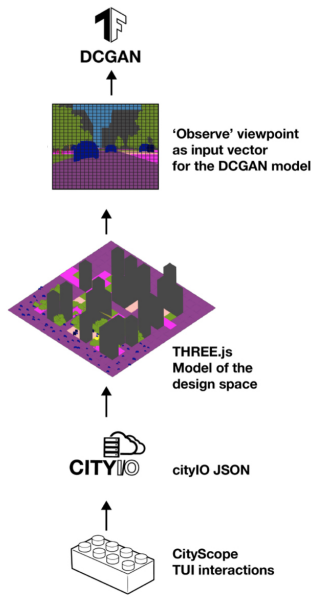 DCGAN
‘Observe’ viewpoint
as input vector
for the DCGAN model
THREE.js
Model of the
design space
CITYIO
cityIO JSON
CityScope
TUI interactions